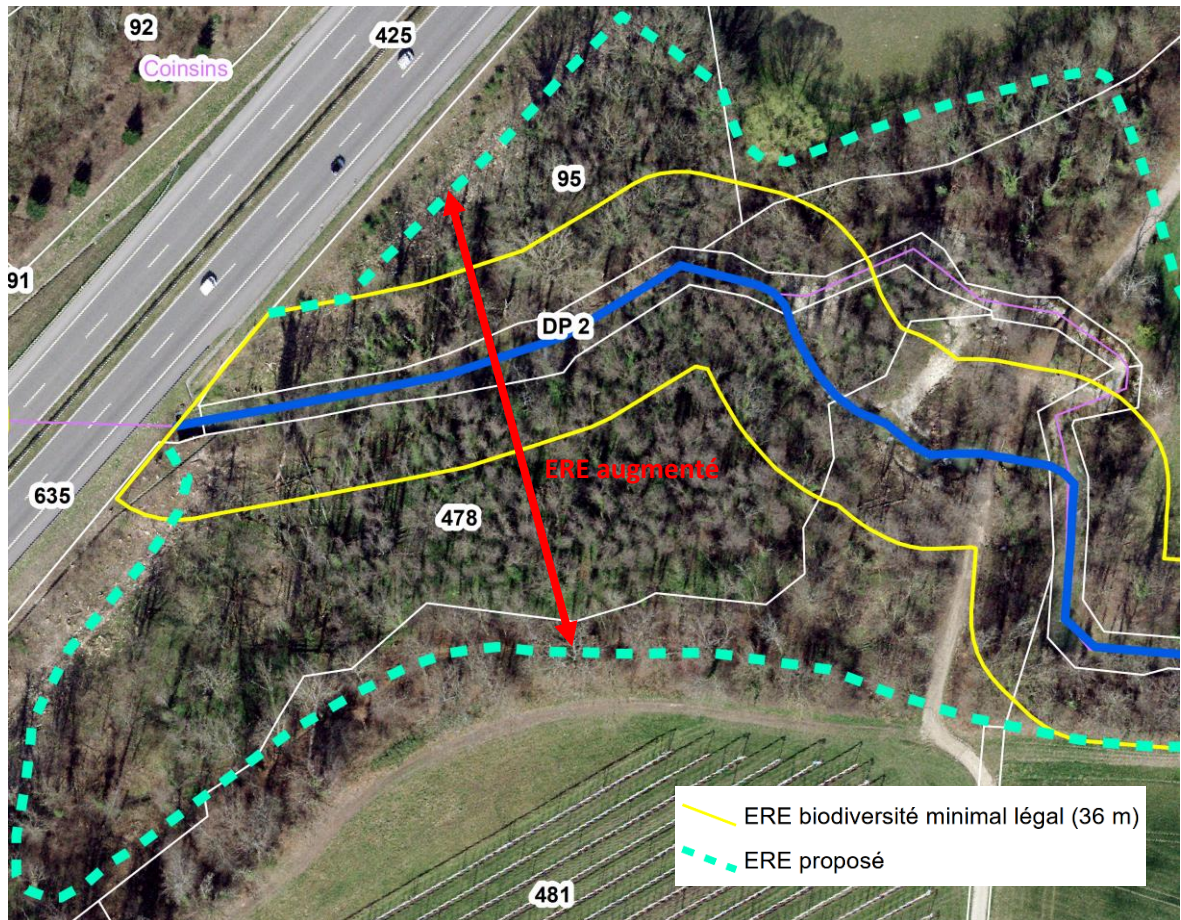 92
425
Coinsins
95
91
DP 2
ERE augmenté
635
478
ERE biodiversité minimal légal (36 m)
ERE proposé
481